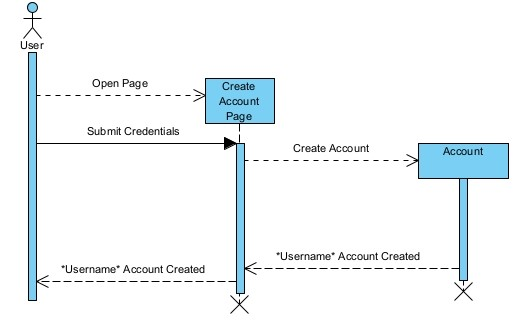 User
Open Page
Create
Account
Page
Submit Credentials
Create Account
Account
*Username* Account Created
*Username* Account Created